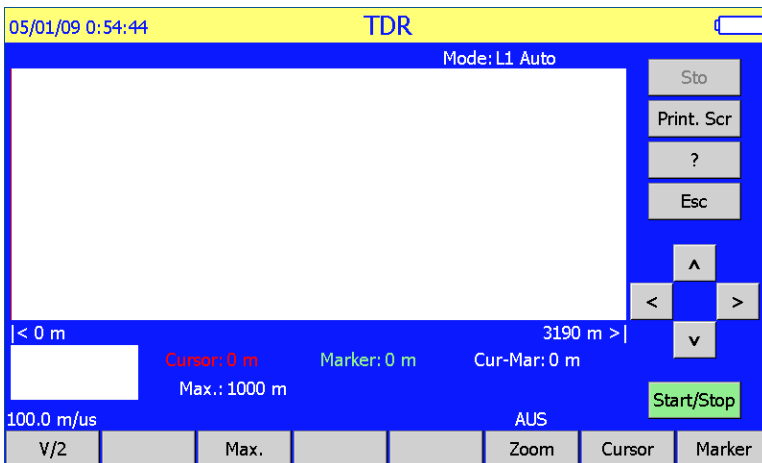 05/01/09 0:54:44 TDR
Mode: L1 Auto
Sto
Print. Scr
?
Esc
^
< >
v
|< 0 m 3190 m >|
Cursor: 0 m Marker: 0 m Cur-Mar: 0 m
Max.: 1000 m
Start/Stop
100.0 m/us AUS
V/2 Max. Zoom Cursor Marker